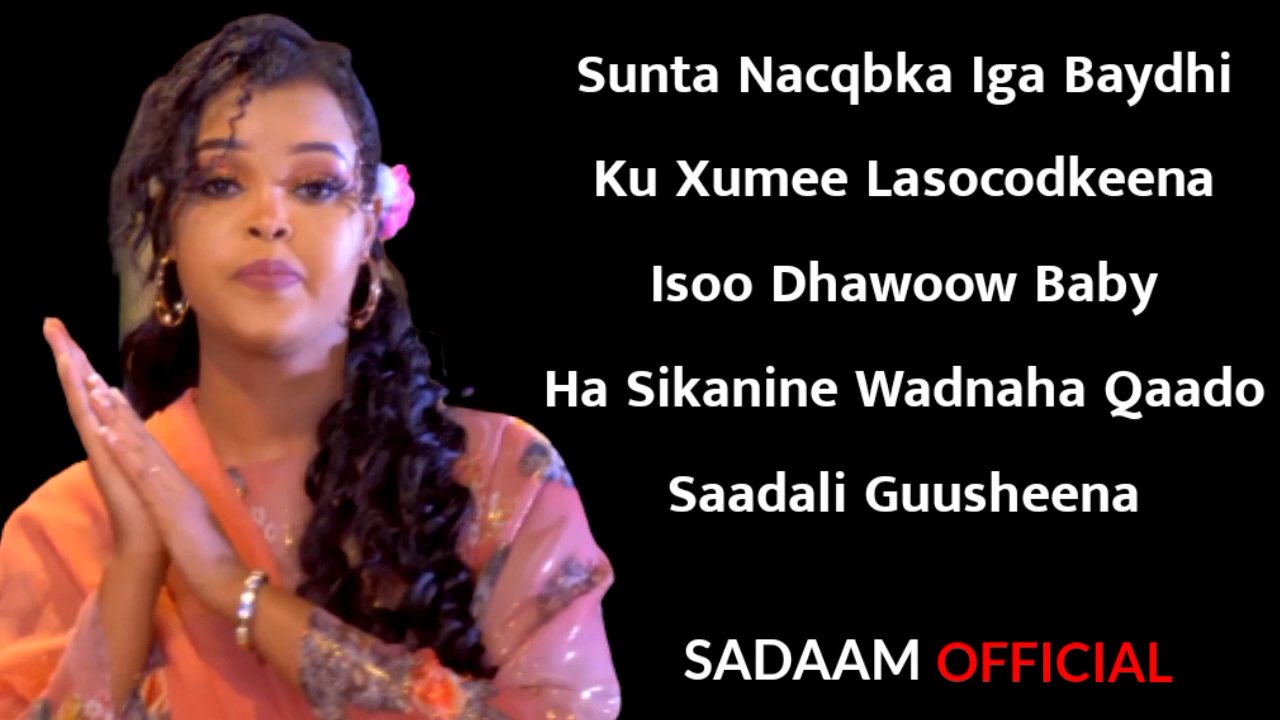 Sunta Nacqbka Iga Baydhi
Ku Xumee Lasocodkeena
Isoo Dhawoow Baby
Ha Sikanine Wadnaha Qaado
Saadali Guusheena
SADAAM OFFICIAL